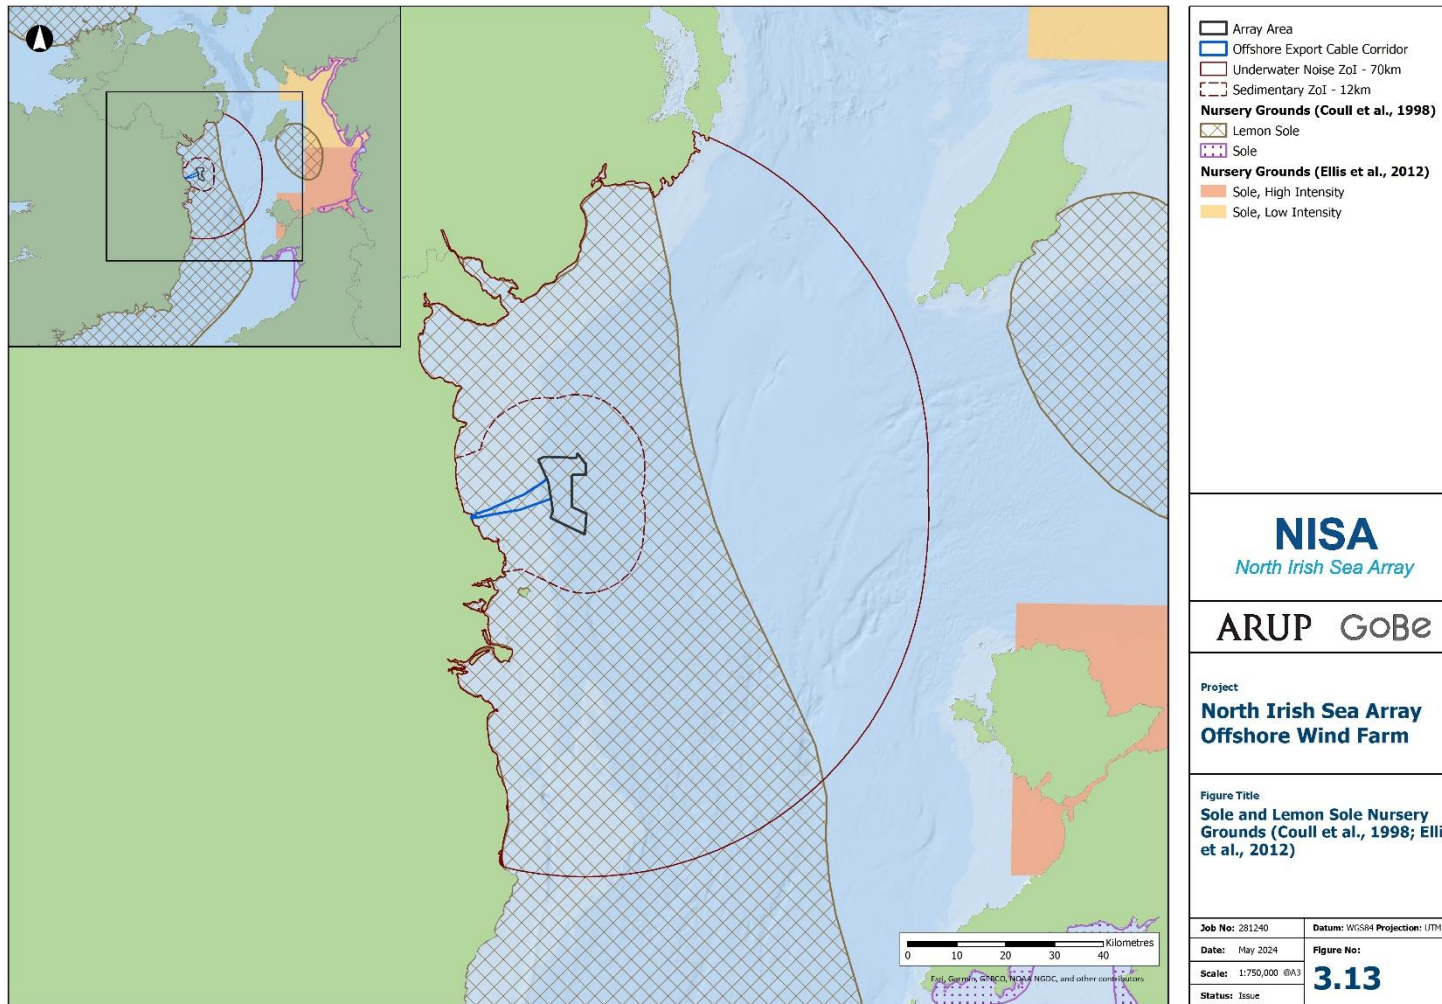 Array Area
Offshore Export Cable Corridor
Underwater Noise ZoI - 70km
Sedimentary ZoI - 12km
Nursery Grounds (Coull et al., 1998)
Lemon Sole
Sole
Nursery Grounds (Ellis et al., 2012)
Sole, High Intensity
Sole, Low Intensity
NISA
North Irish Sea Array
ARUP GoBe
Project
North Irish Sea Array
Offshore Wind Farm
Figure Title
Sole and Lemon Sole Nursery
Grounds (Coull et al., 1998; Elli
et al., 2012)
Job No: 281240
Datum: WGS84 Projection: UTM
Date: May 2024
Figure No:
Scale: 1:750,000 @A3
3.13
Status: Issue
Kilometres
0 10 20 30 40
Esri, Garmin, GEBCO, NOAA NGDC, and other contributors